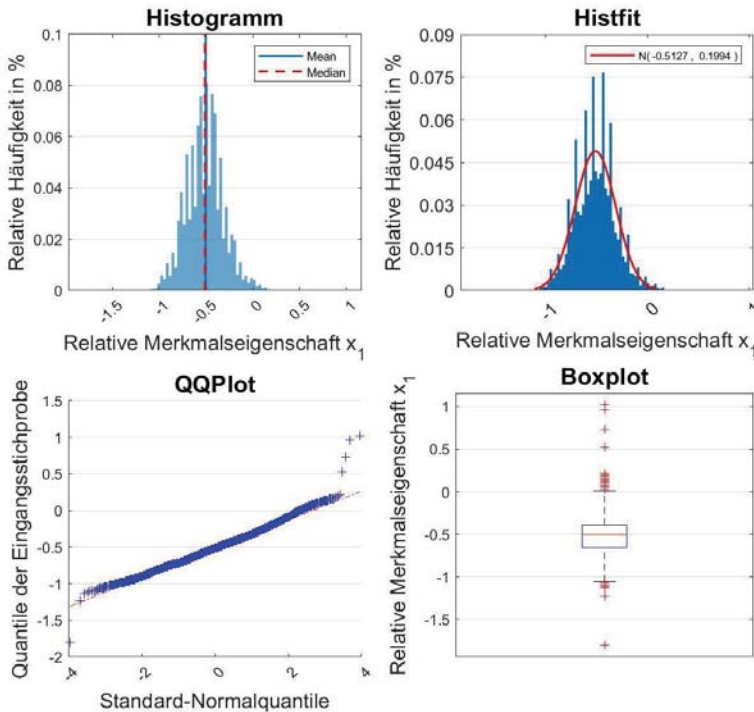 Histogramm
Relative Häufigkeit in %
0.1
0.08
0.06
0.04
0.02
0
Mean
Median
-1.5
-1
-0.5
0
0.5
1
Relative Merkmalseigenschaft x1
Histfit
Relative Häufigkeit in %
0.09
0.075
0.06
0.045
0.03
0.015
0
N( -0.5127 , 0.1994 )
-1
0
1
Relative Merkmalseigenschaft x1
QQPlot
Quantile der Eingangsstichprobe
1.5
1
0.5
0
-0.5
-1
-1.5
-2
-4
-2
0
2
4
Standard-Normalquantile
Boxplot
Relative Merkmalseigenschaft x1
1
0.5
0
-0.5
-1
-1.5